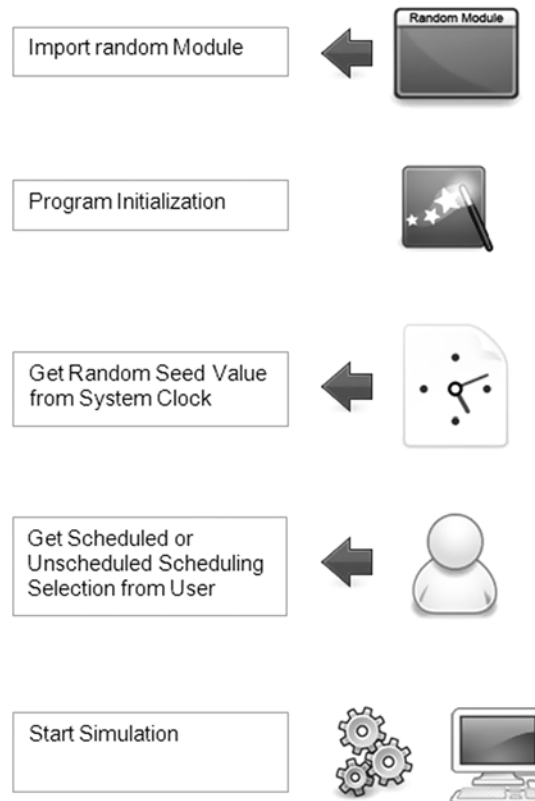 Import random Module
Random Module
Program Initialization
Get Random Seed Value
from System Clock
Get Scheduled or
Unscheduled Scheduling
Selection from User
Start Simulation